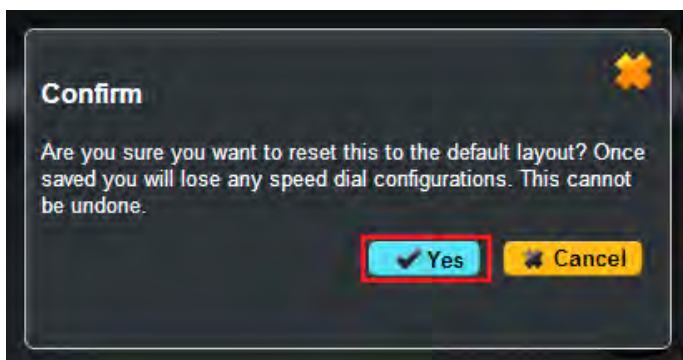 Confirm
Are you sure you want to reset this to the default layout? Once
saved you will lose any speed dial configurations. This cannot
be undone.
Yes Cancel